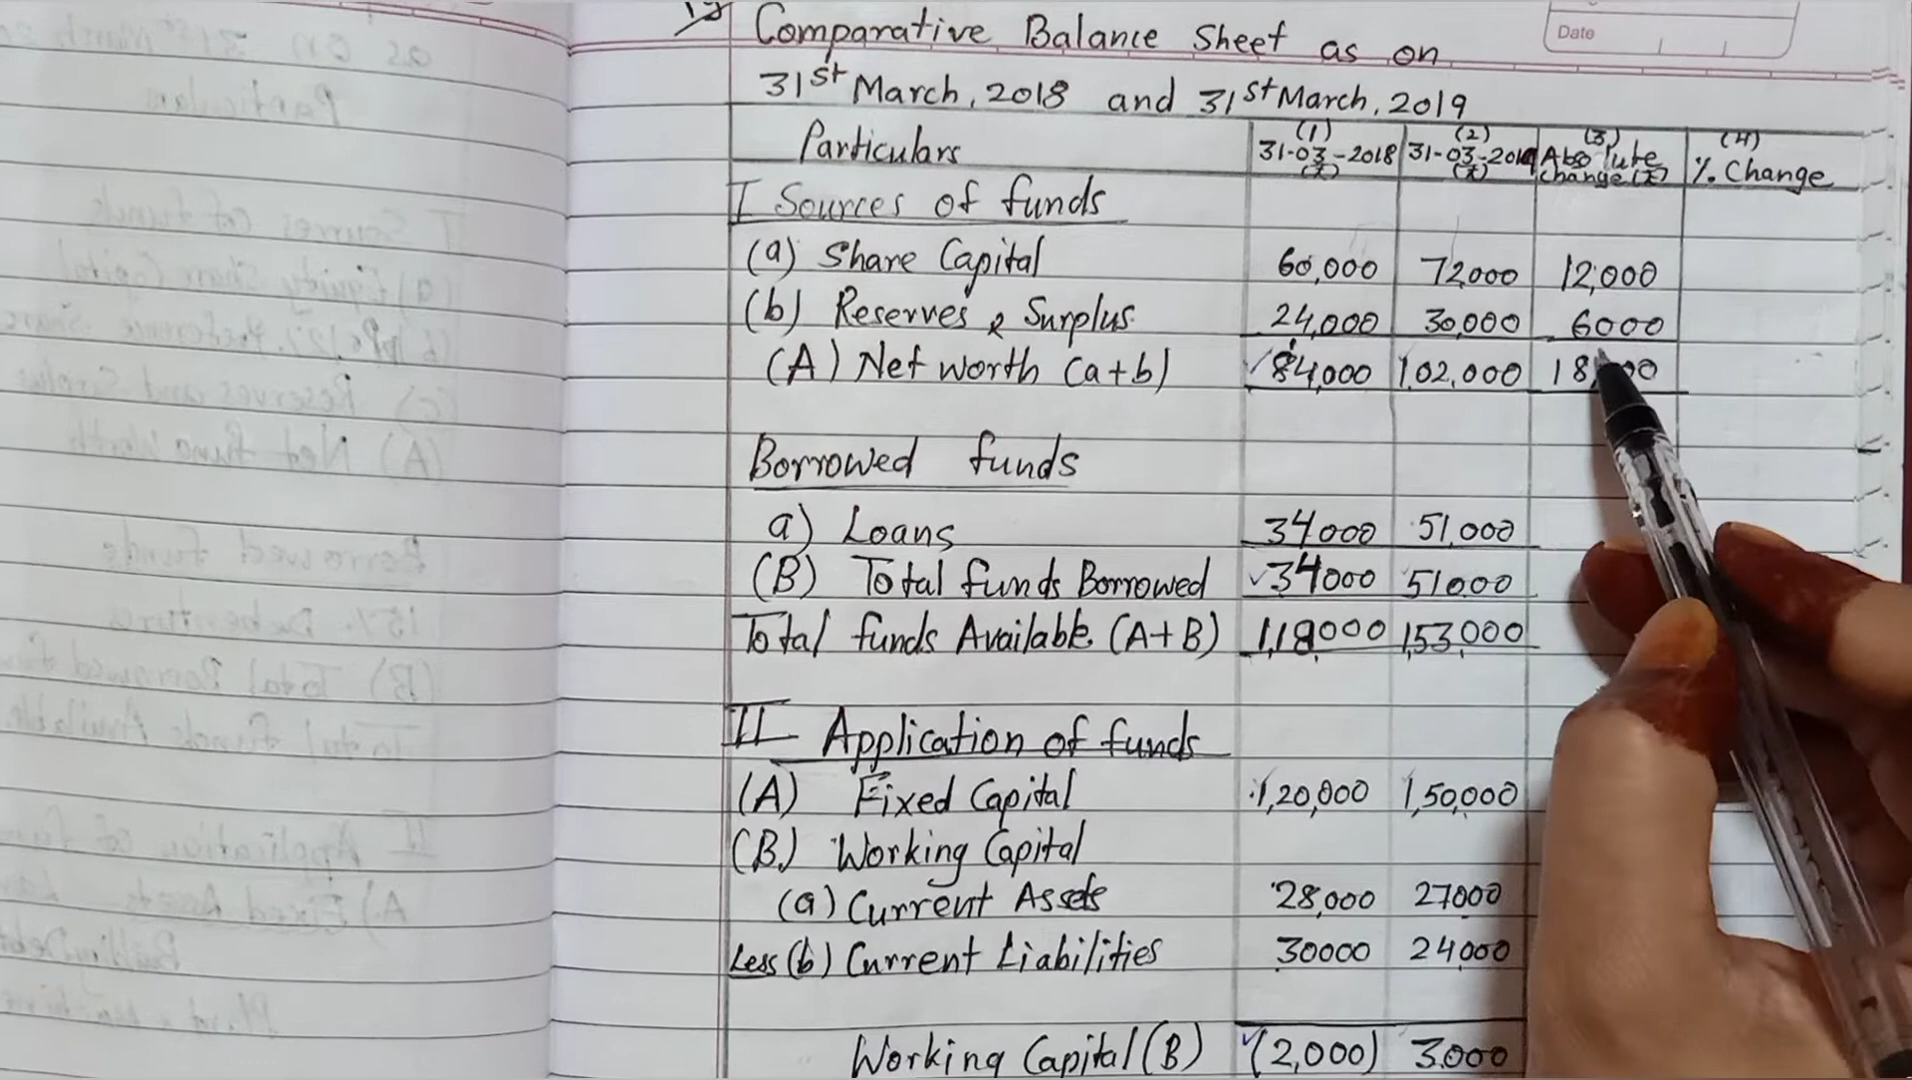 Date
Comparative Balance Sheet as on
31st March, 2018 and 31st March, 2019
Particulars (1) 31-03-2018 (₹) (2) 31-03-2019 (₹) (3) Absolute change (₹) (4) % Change
I Sources of funds
(a) Share Capital 60,000 72,000 12,000
(b) Reserves & Surplus 24,000 30,000 6000
(A) Net worth (a+b) 84,000 1,02,000
Borrowed funds
a) Loans 34000 51,000
(B) Total funds Borrowed 34000 51000
Total funds Available (A+B) 1,18000 1,53,000
II Application of funds
(A) Fixed Capital 1,20,000 1,50,000
(B) Working Capital
(a) Current Assets 28,000 27000
Less (b) Current Liabilities 30000 24000
Working Capital (B) (2,000) 3000